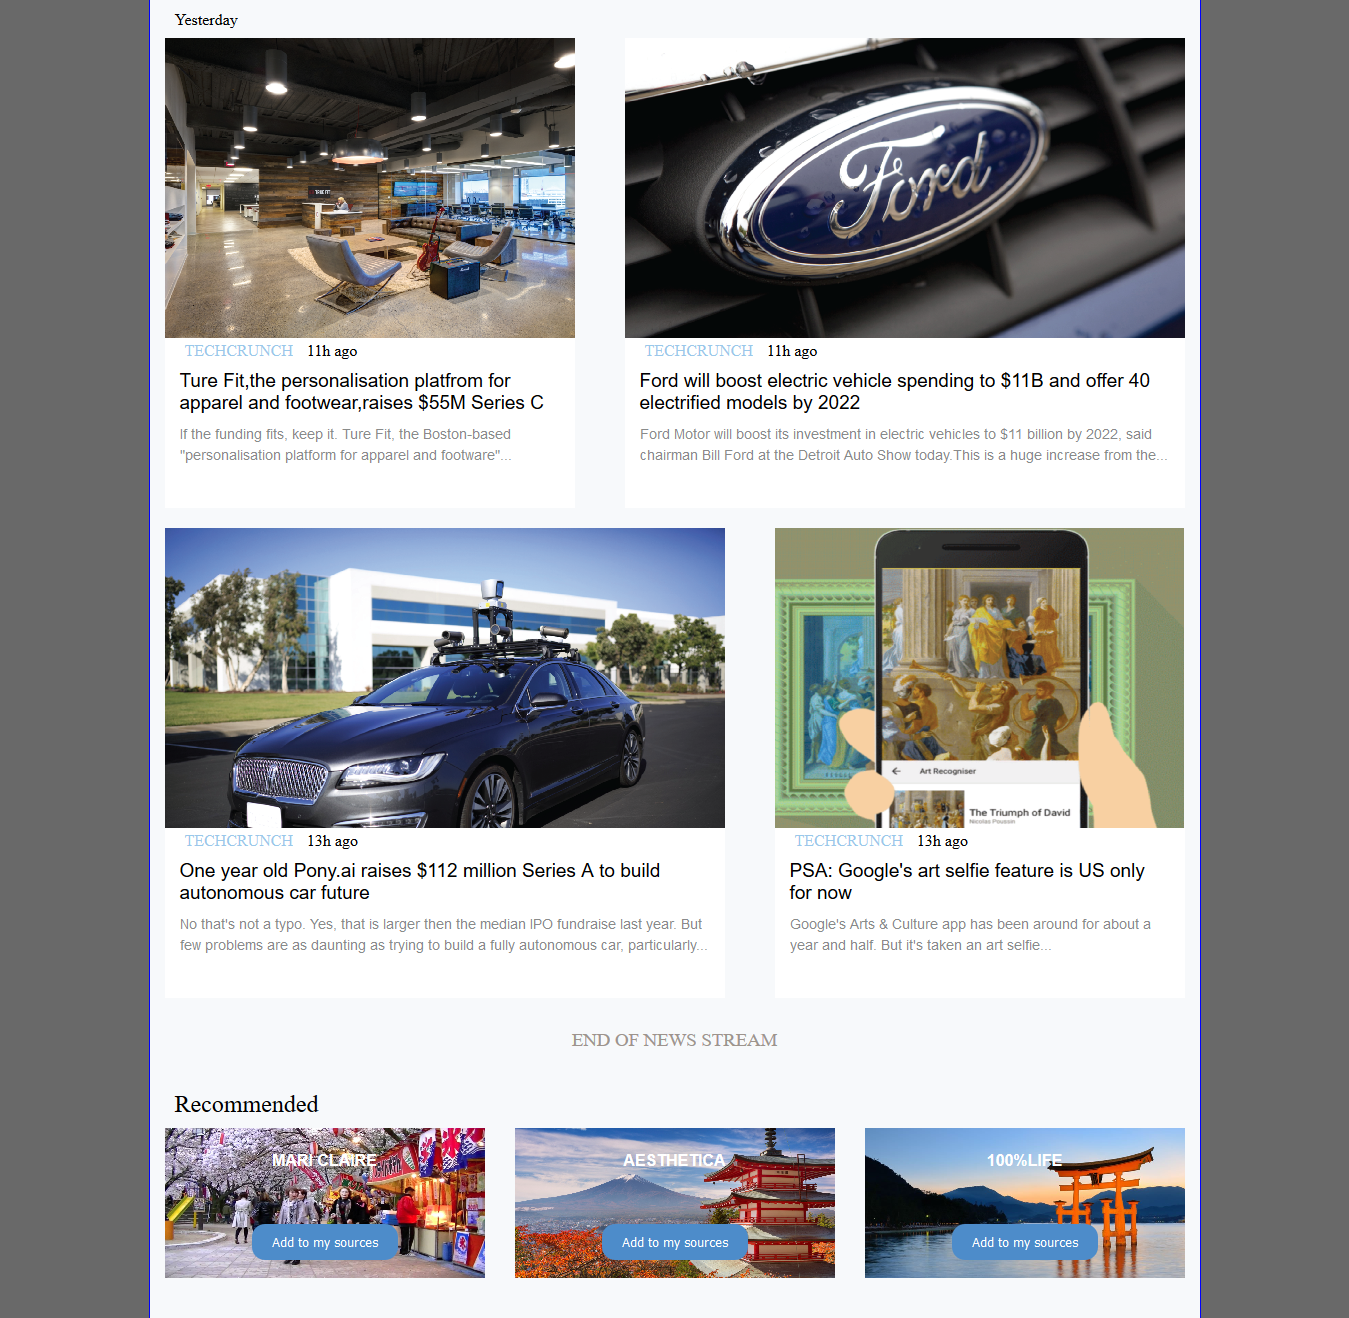 Yesterday
TRUE FIT
Ford
TECHCRUNCH 11h ago
Ture Fit,the personalisation platfrom for
apparel and footwear,raises $55M Series C
If the funding fits, keep it. Ture Fit, the Boston-based
"personalisation platform for apparel and footware"...
TECHCRUNCH 11h ago
Ford will boost electric vehicle spending to $11B and offer 40
electrified models by 2022
Ford Motor will boost its investment in electric vehicles to $11 billion by 2022, said
chairman Bill Ford at the Detroit Auto Show today.This is a huge increase from the...
Art Recogniser
The Triumph of David
Nicolas Poussin
TECHCRUNCH 13h ago
One year old Pony.ai raises $112 million Series A to build
autonomous car future
No that's not a typo. Yes, that is larger then the median IPO fundraise last year. But
few problems are as daunting as trying to build a fully autonomous car, particularly...
TECHCRUNCH 13h ago
PSA: Google's art selfie feature is US only
for now
Google's Arts & Culture app has been around for about a
year and half. But it's taken an art selfie...
END OF NEWS STREAM
Recommended
MARI CLAIRE
Add to my sources
AESTHETICA
Add to my sources
100%LIFE
Add to my sources